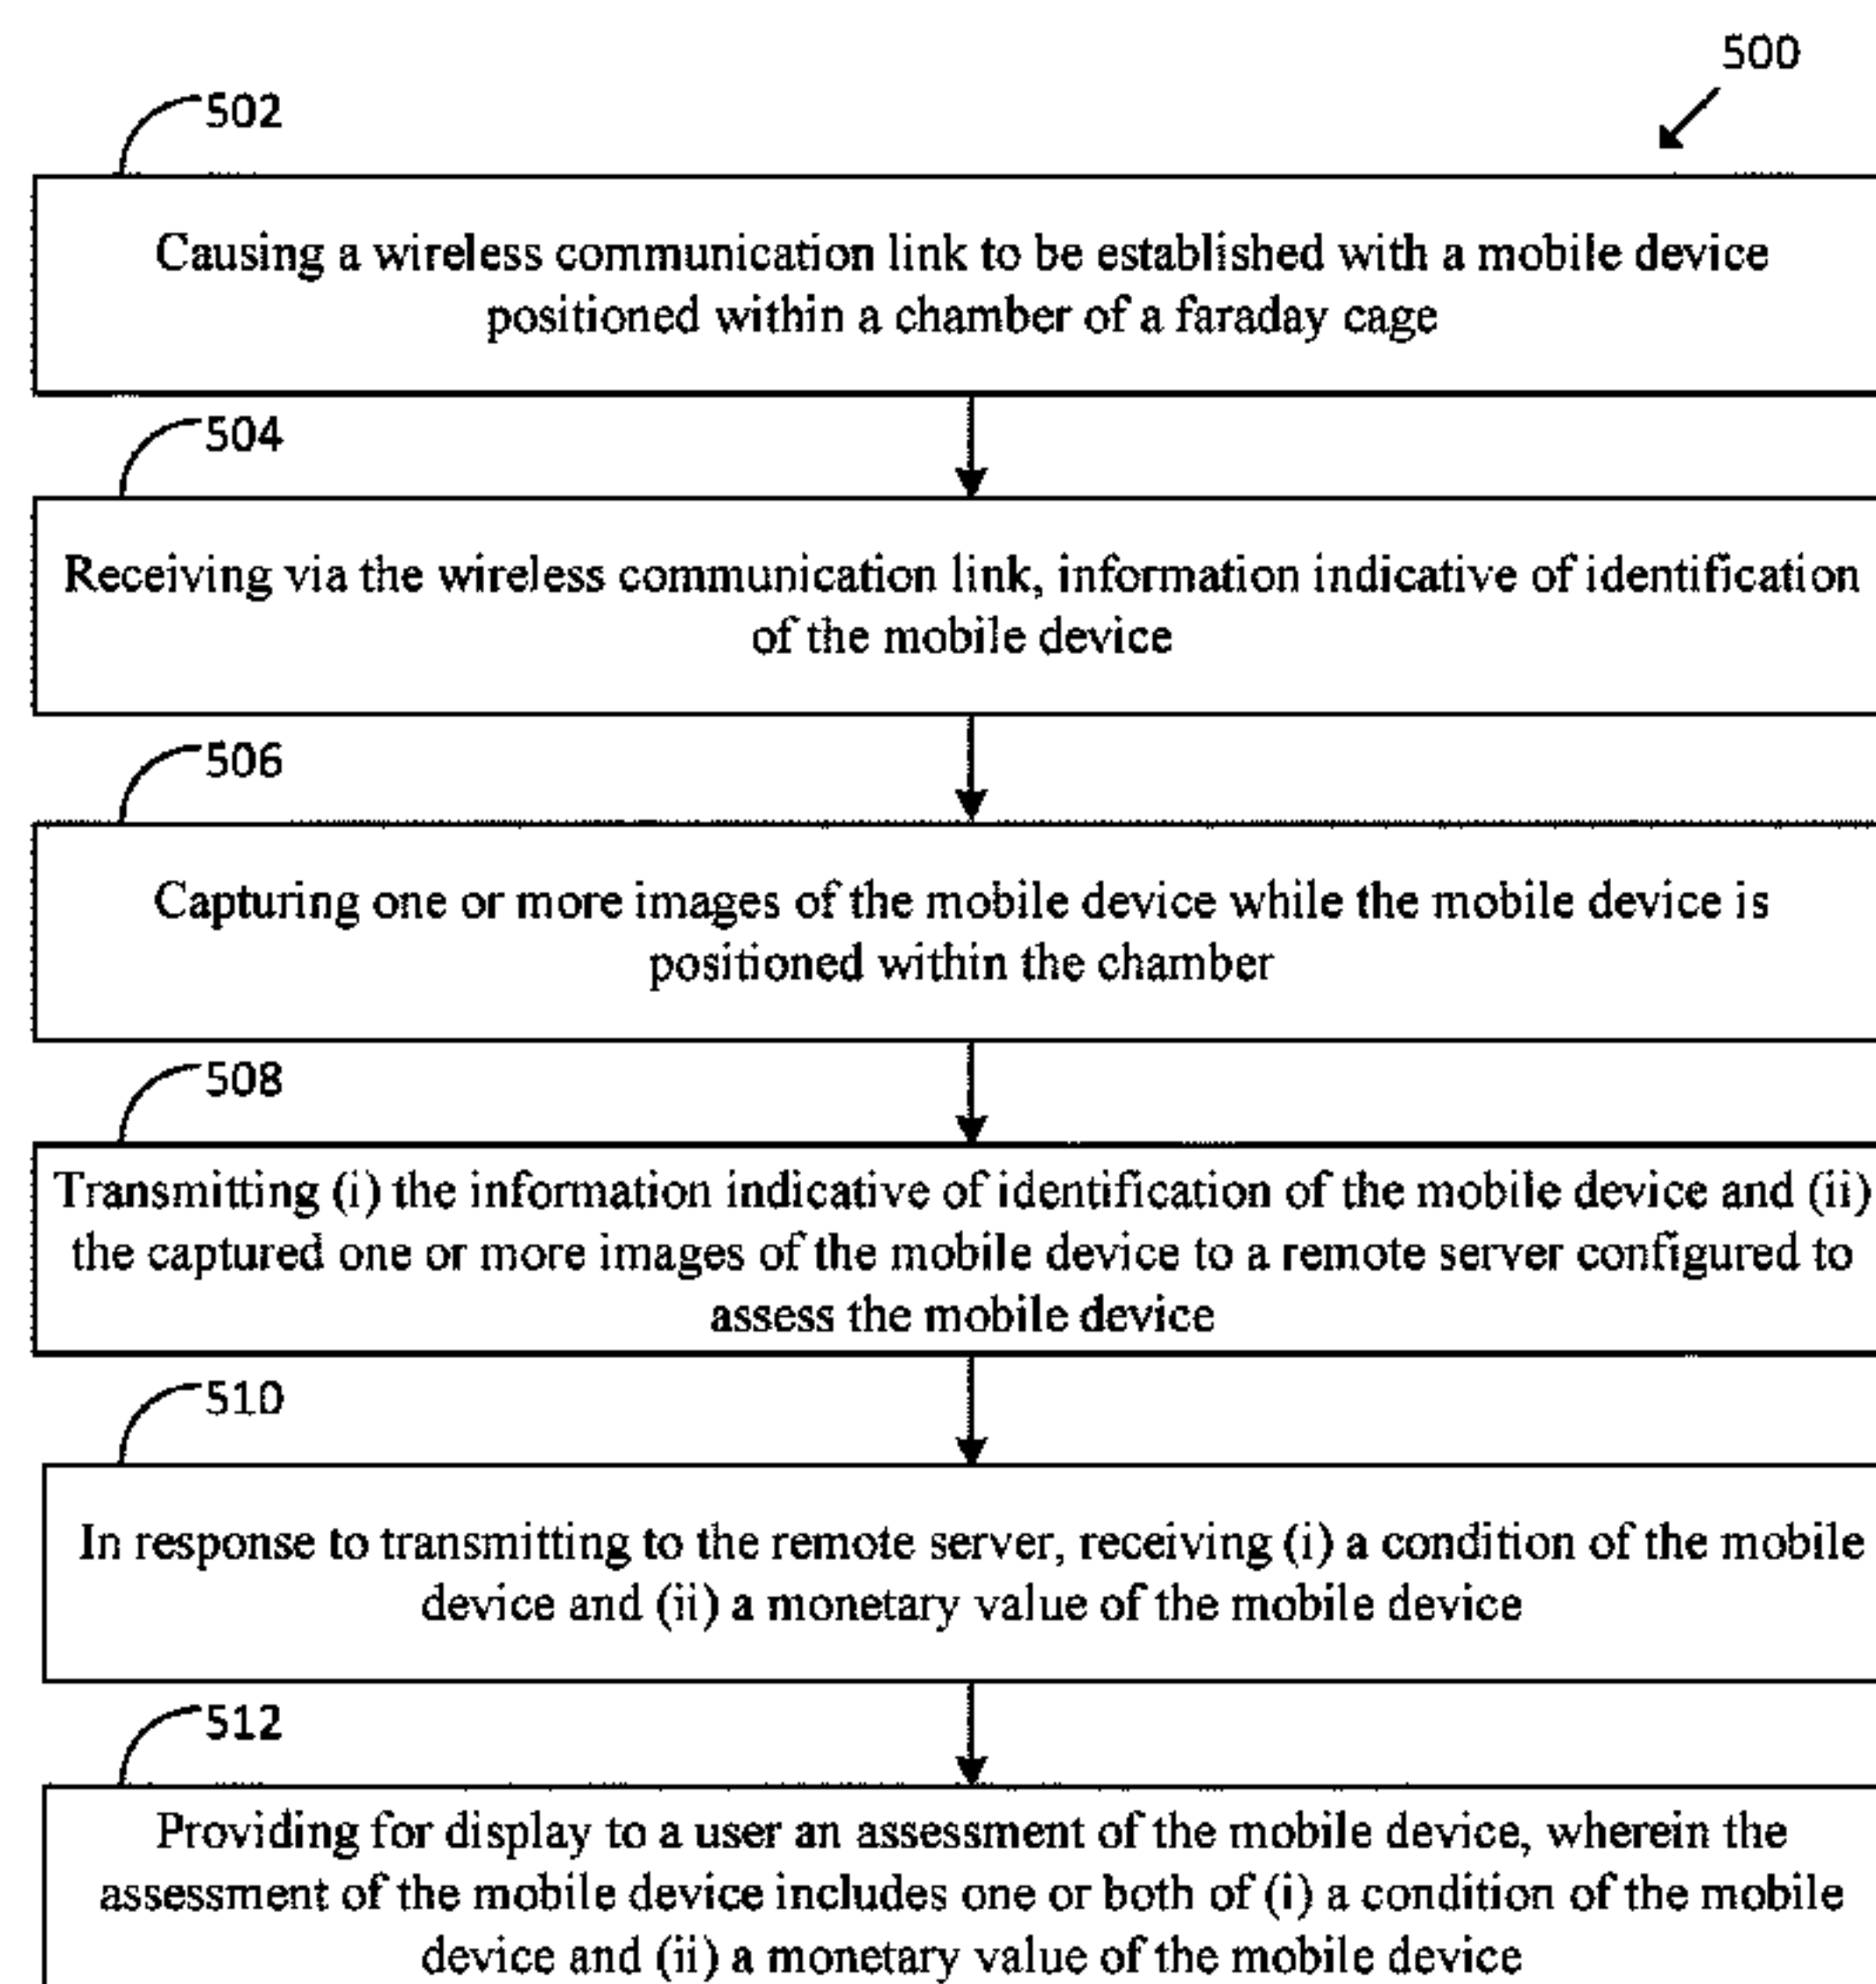 500
502
Causing a wireless communication link to be established with a mobile device
positioned within a chamber of a faraday cage
504
Receiving via the wireless communication link, information indicative of identification
of the mobile device
506
Capturing one or more images of the mobile device while the mobile device is
positioned within the chamber
508
Transmitting (i) the information indicative of identification of the mobile device and (ii)
the captured one or more images of the mobile device to a remote server configured to
assess the mobile device
510
In response to transmitting to the remote server, receiving (i) a condition of the mobile
device and (ii) a monetary value of the mobile device
512
Providing for display to a user an assessment of the mobile device, wherein the
assessment of the mobile device includes one or both of (i) a condition of the mobile
device and (ii) a monetary value of the mobile device